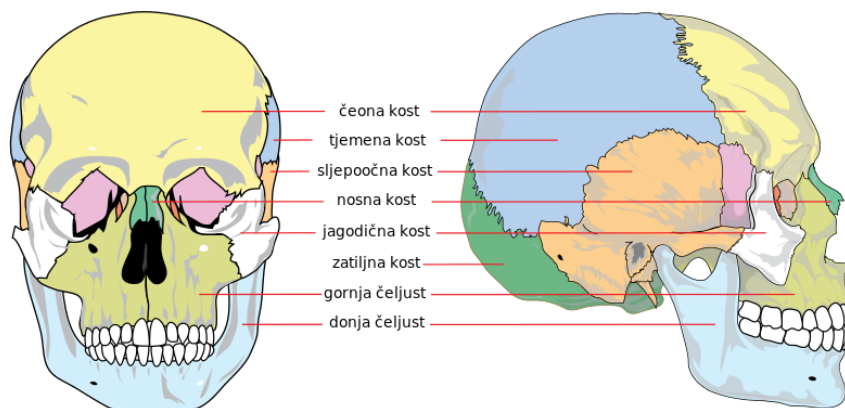 čeona kost
tjemena kost
sljepoočna kost
nosna kost
jagodična kost
zatiljna kost
gornja čeljust
donja čeljust